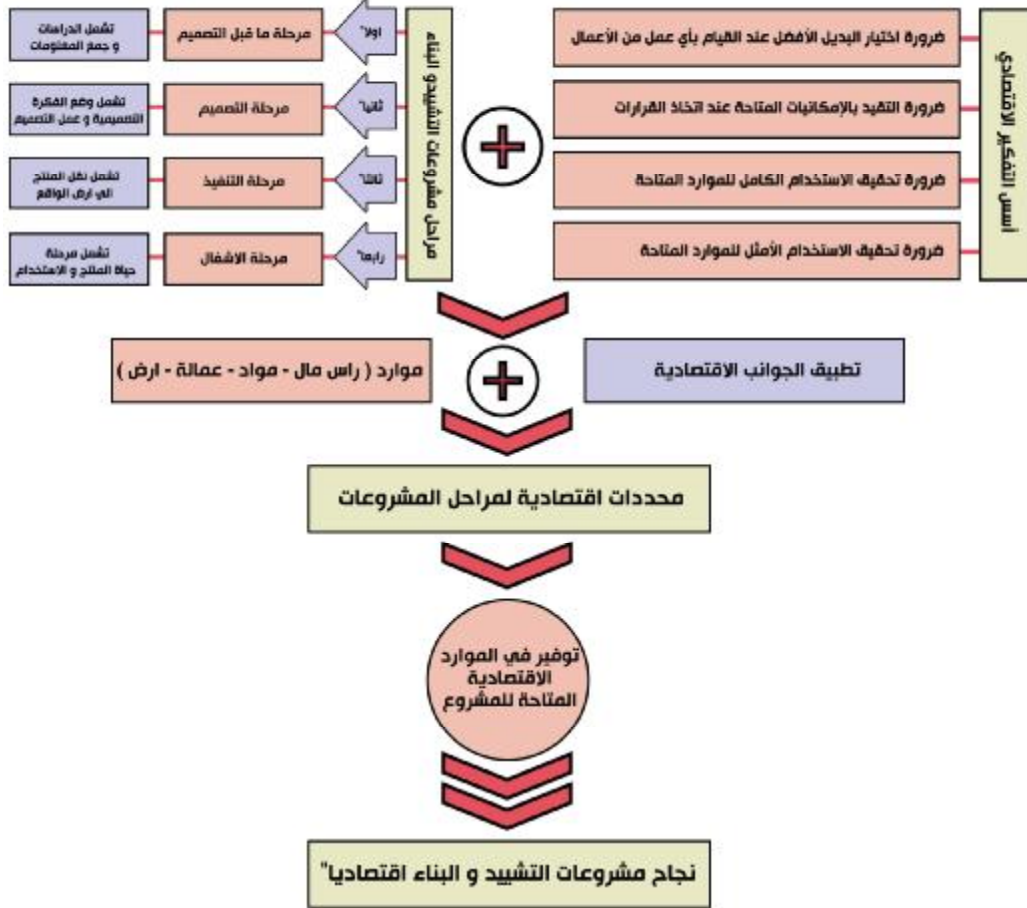 أسس التفكير الاقتصادي
ضرورة اختيار البديل الأفضل عند القيام بأي عمل من الأعمال
ضرورة التقيد بالإمكانيات المتاحة عند اتخاذ القرارات
ضرورة تحقيق الاستخدام الكامل للموارد المتاحة
ضرورة تحقيق الاستخدام الأمثل للموارد المتاحة
مراحل مشروعات التشييدو البناء
اولا"
مرحلة ما قبل التصميم
تشمل الدراسات
و جمع المعلومات
ثانيا"
مرحلة التصميم
تشمل وضع الفكرة
التصميمية و عمل التصميم
ثالثا"
مرحلة التنفيذ
تشمل نقل المنتج
الي ارض الواقع
رابعا"
مرحلة الاشغال
تشمل مرحلة
حياة المنتج و الاستخدام
تطبيق الجوانب الاقتصادية
موارد ( راس مال - مواد - عمالة - ارض )
محددات اقتصادية لمراحل المشروعات
توفير في الموارد
الاقتصادية
المتاحة للمشروع
نجاح مشروعات التشييد و البناء اقتصاديا"